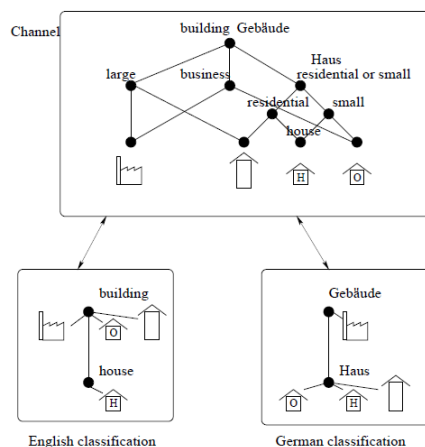 Channel
building Gebäude
Haus
large
business
residential or small
residential
small
house
H
O
building
O
house
H
Gebäude
Haus
O
H
English classification
German classification